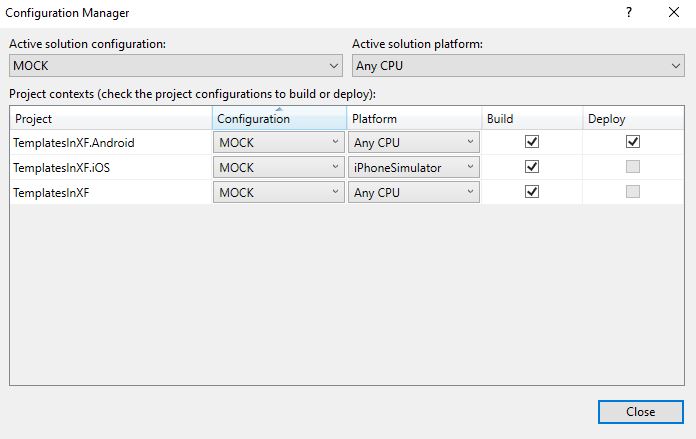 Configuration Manager
Active solution configuration: Active solution platform:
MOCK Any CPU
Project contexts (check the project configurations to build or deploy):
Project Configuration Platform Build Deploy
TemplatesInXF.Android MOCK Any CPU
TemplatesInXF.iOS MOCK iPhoneSimulator
TemplatesInXF MOCK Any CPU
Close